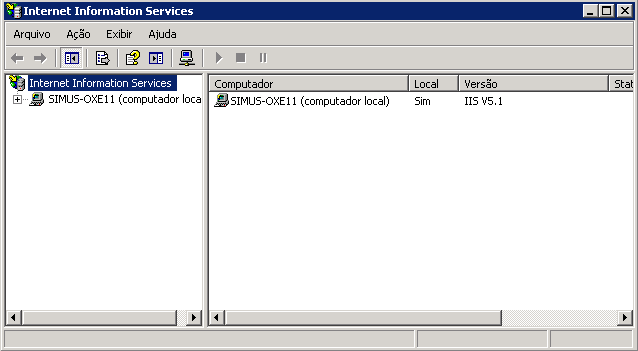 Internet Information Services
Arquivo Ação Exibir Ajuda
Internet Information Services
SIMUS-OXE11 (computador loca
Computador Local Versão Stat
SIMUS-OXE11 (computador local) Sim IIS V5.1